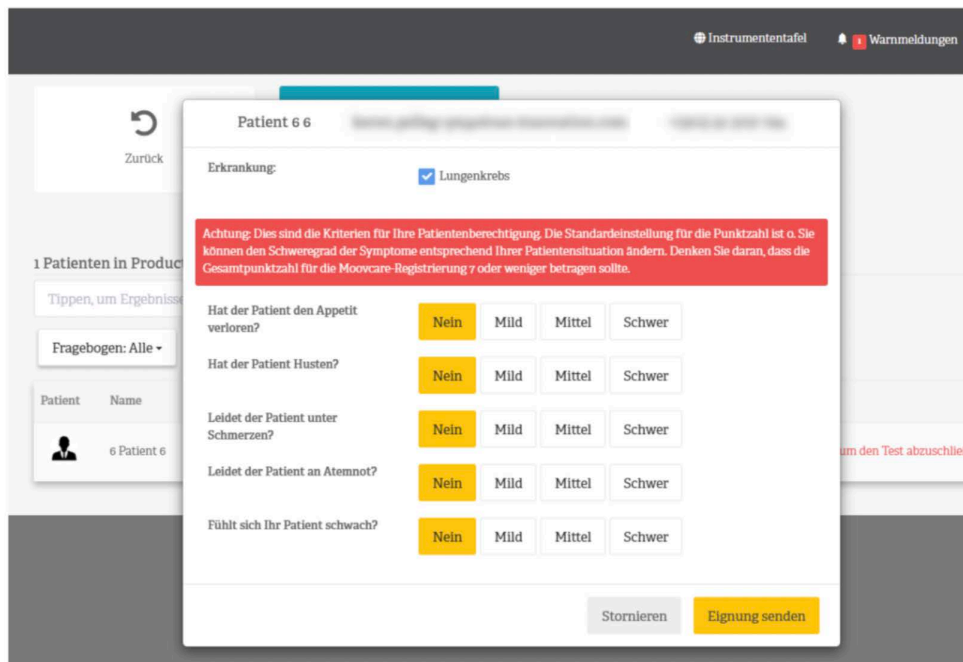 Instrumententafel
1 Warnmeldungen
Zurück
Patient 6 6
Erkrankung:
Lungenkrebs
Achtung: Dies sind die Kriterien für Ihre Patientenberechtigung. Die Standardeinstellung für die Punktzahl ist 0. Sie
können den Schweregrad der Symptome entsprechend Ihrer Patientensituation ändern. Denken Sie daran, dass die
Gesamtpunktzahl für die Moovcare-Registrierung 7 oder weniger betragen sollte.
1 Patienten in Produc
Tippen, um Ergebnisse
Fragebogen: Alle
Patient Name
6 Patient 6
um den Test abzuschlie
Hat der Patient den Appetit
verloren?
Nein Mild Mittel Schwer
Hat der Patient Husten?
Nein Mild Mittel Schwer
Leidet der Patient unter
Schmerzen?
Nein Mild Mittel Schwer
Leidet der Patient an Atemnot?
Nein Mild Mittel Schwer
Fühlt sich Ihr Patient schwach?
Nein Mild Mittel Schwer
Stornieren
Eignung senden